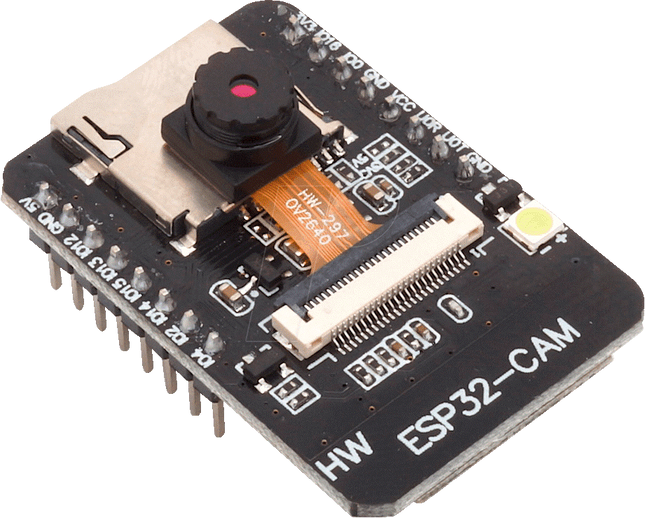 3V3
IO16
IO0
GND
VCC
UOR
UOT
GND
HW-297
OV2640
5V
GND
IO12
IO13
IO15
IO14
IO2
IO4
HW ESP32-CAM